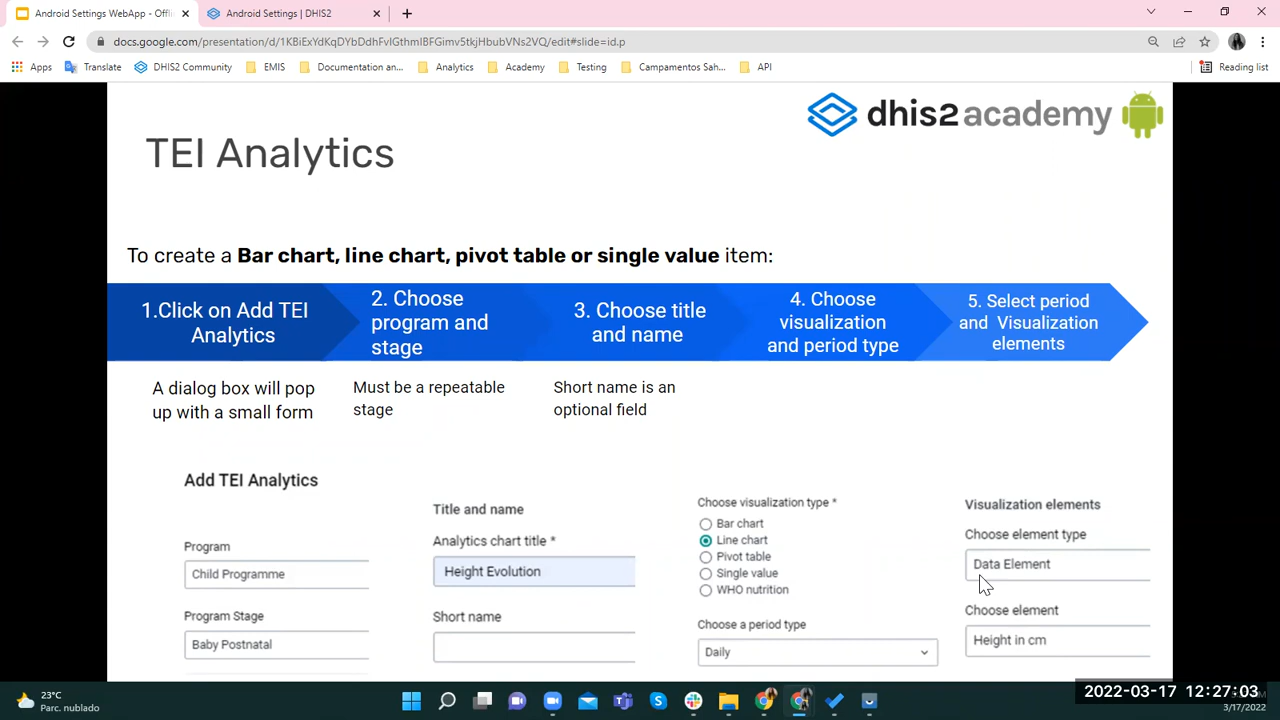 Android Settings WebApp - Offli
Android Settings | DHIS2
docs.google.com/presentation/d/1KBiExYdKqDYbDdhFvIGthmIBFGimv5tkjHbubVNs2VQ/edit#slide=id.p
Apps
Translate
DHIS2 Community
EMIS
Documentation an...
Analytics
Academy
Testing
Campamentos Sah...
API
Reading list
dhis2 academy
TEI Analytics
To create a Bar chart, line chart, pivot table or single value item:
1.Click on Add TEI
Analytics
2. Choose
program and
stage
3. Choose title
and name
4. Choose
visualization
and period type
5. Select period
and Visualization
elements
A dialog box will pop
up with a small form
Must be a repeatable
stage
Short name is an
optional field
Add TEI Analytics
Program
Child Programme
Program Stage
Baby Postnatal
Title and name
Analytics chart title *
Height Evolution
Short name
Choose visualization type *
Bar chart
Line chart
Pivot table
Single value
WHO nutrition
Choose a period type
Daily
Visualization elements
Choose element type
Data Element
Choose element
Height in cm
23°C
Parc. nublado
2022-03-17 12:27:03
3/17/2022